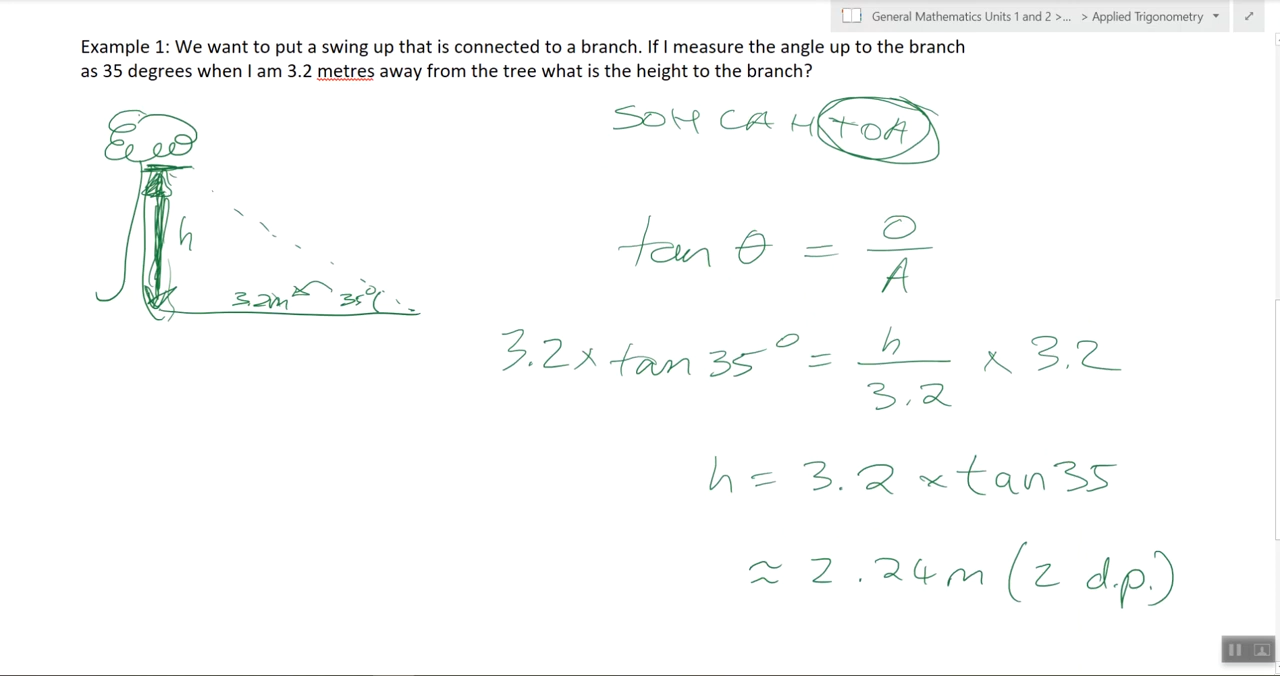 General Mathematics Units 1 and 2 >... > Applied Trigonometry
Example 1: We want to put a swing up that is connected to a branch. If I measure the angle up to the branch
as 35 degrees when I am 3.2 metres away from the tree what is the height to the branch?
SOH CAH TOA
h
3.2m 35°
tan θ = O/A
3.2 × tan 35° = h/3.2 × 3.2
h = 3.2 × tan 35
≈ 2.24m (2 d.p.)